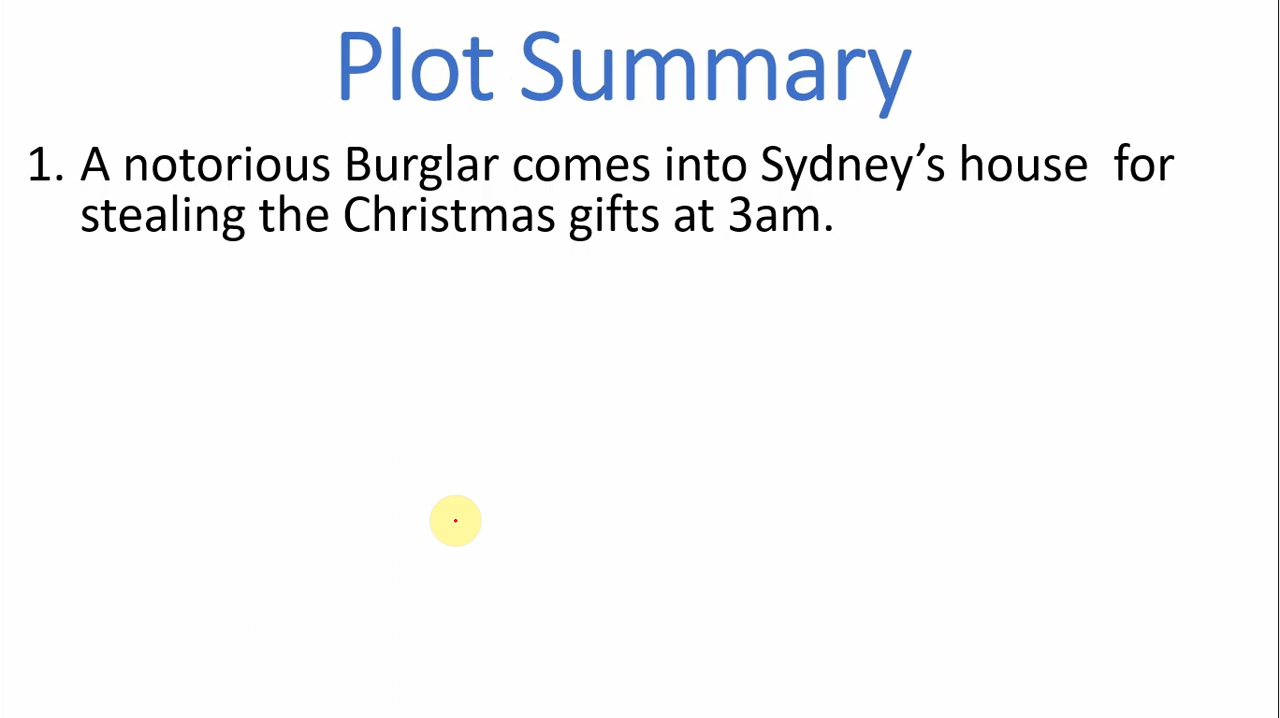 Plot Summary
1. A notorious Burglar comes into Sydney’s house  for
stealing the Christmas gifts at 3am.